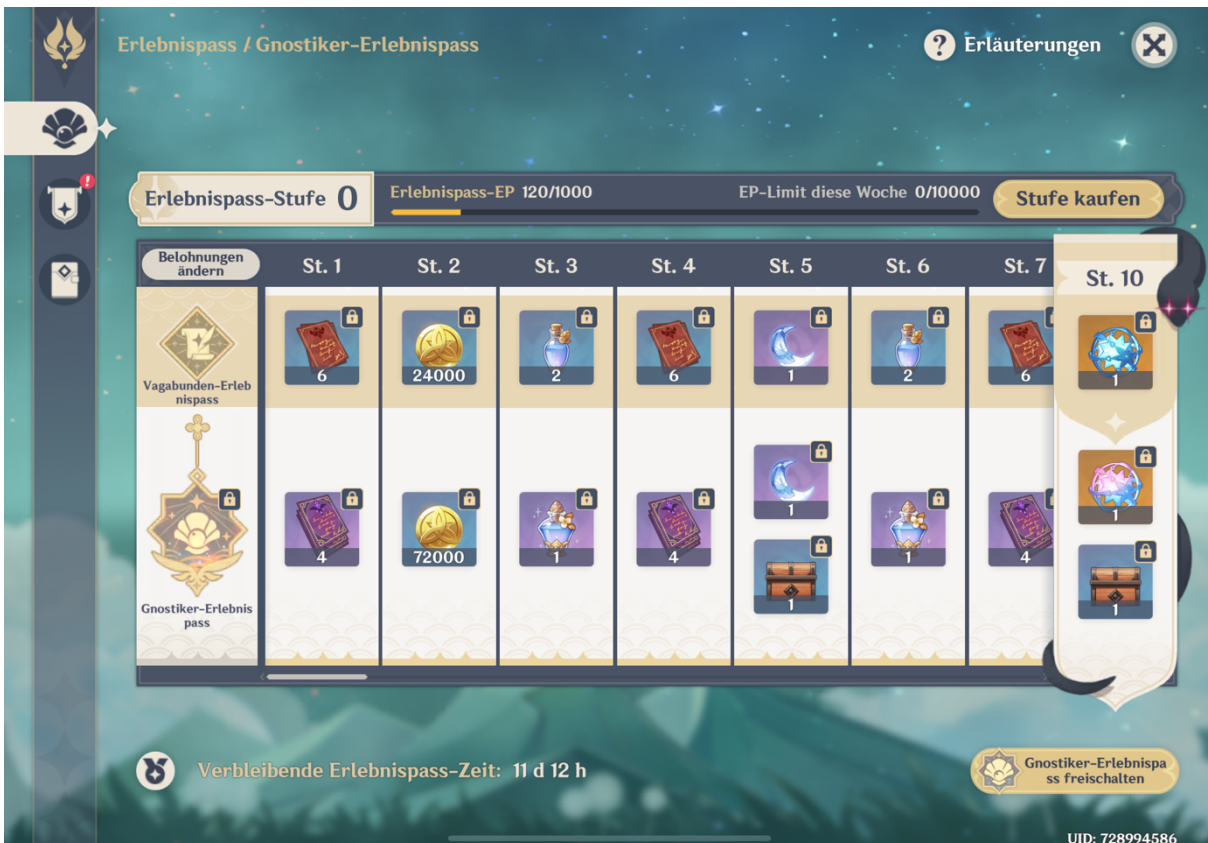 Erlebnispass / Gnostiker-Erlebnispass
? Erläuterungen
Erlebnispass-Stufe 0
Erlebnispass-EP 120/1000
EP-Limit diese Woche 0/10000
Stufe kaufen
Belohnungen
ändern
St. 1
St. 2
St. 3
St. 4
St. 5
St. 6
St. 7
St. 10
Vagabunden-Erleb
nispass
6
24000
2
6
1
2
6
1
Gnostiker-Erlebnis
pass
4
72000
1
4
1
1
1
4
1
1
Verbleibende Erlebnispass-Zeit: 11 d 12 h
Gnostiker-Erlebnispa
ss freischalten
UID: 728994586